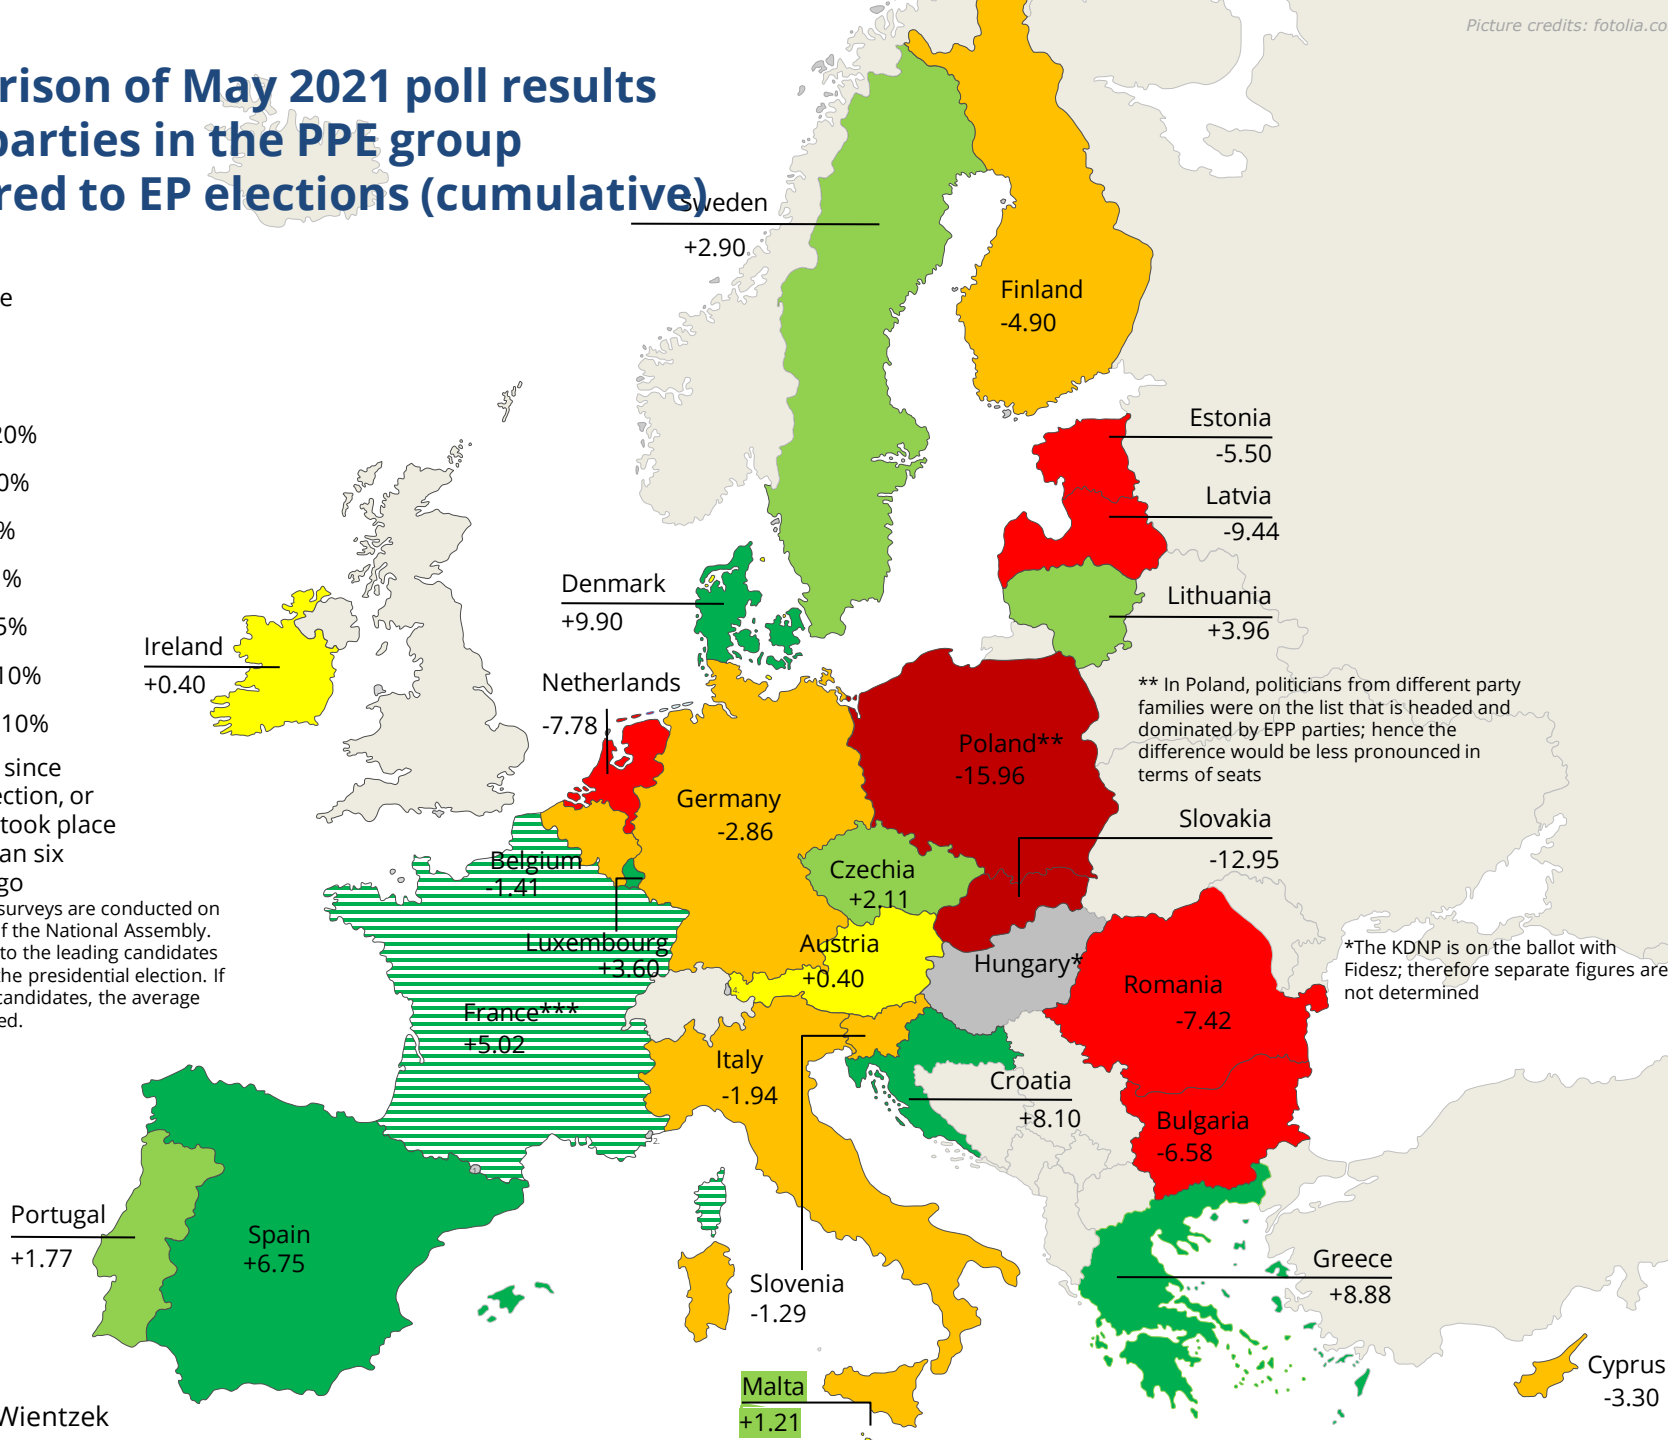 Picture credits: fotolia.co
rison of May 2021 poll results
parties in the PPE group
red to EP elections (cumulative)
Sweden
+2.90
e
Finland
-4.90
20%
0%
%
%
5%
10%
10%
Estonia
-5.50
Latvia
-9.44
Lithuania
+3.96
Denmark
+9.90
Ireland
+0.40
Netherlands
-7.78
** In Poland, politicians from different party
families were on the list that is headed and
dominated by EPP parties; hence the
difference would be less pronounced in
terms of seats
Poland**
-15.96
Germany
-2.86
Slovakia
-12.95
since
ection, or
took place
an six
go
surveys are conducted on
f the National Assembly.
to the leading candidates
the presidential election. If
candidates, the average
ed.
Belgium
-1.41
Czechia
+2.11
Luxembourg
+3.60
Austria
+0.40
Hungary*
*The KDNP is on the ballot with
Fidesz; therefore separate figures are
not determined
Romania
-7.42
France***
+5.02
4.
Italy
-1.94
Croatia
+8.10
Bulgaria
-6.58
2.
Portugal
+1.77
Spain
+6.75
Slovenia
-1.29
Greece
+8.88
Malta
+1.21
Cyprus
-3.30
Wientzek